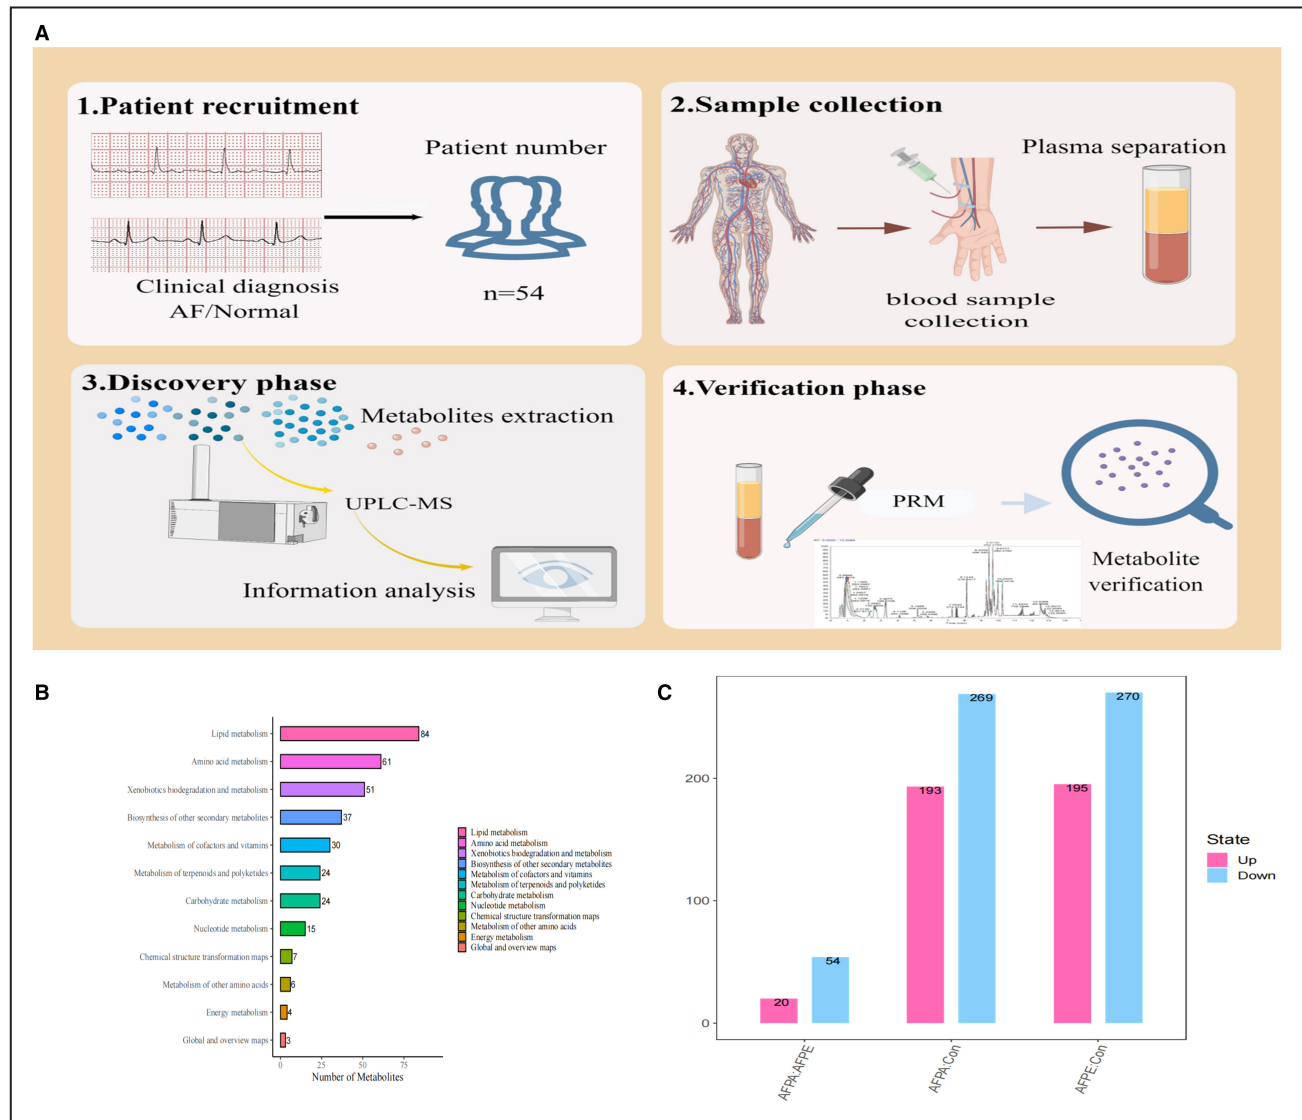 A
1.Patient recruitment
Patient number
Clinical diagnosis
AF/Normal
n=54
2.Sample collection
Plasma separation
blood sample
collection
3.Discovery phase
Metabolites extraction
UPLC-MS
Information analysis
4.Verification phase
PRM
Metabolite
verification
B
Lipid metabolism 84
Amino acid metabolism 61
Xenobiotics biodegradation and metabolism 51
Biosynthesis of other secondary metabolites 37
Metabolism of cofactors and vitamins 30
Metabolism of terpenoids and polyketides 24
Carbohydrate metabolism 24
Nucleotide metabolism 15
Chemical structure transformation maps 7
Metabolism of other amino acids 6
Energy metabolism 4
Global and overview maps 3
0 25 50 75
Number of Metabolites
Lipid metabolism
Amino acid metabolism
Xenobiotics biodegradation and metabolism
Biosynthesis of other secondary metabolites
Metabolism of cofactors and vitamins
Metabolism of terpenoids and polyketides
Carbohydrate metabolism
Nucleotide metabolism
Chemical structure transformation maps
Metabolism of other amino acids
Energy metabolism
Global and overview maps
C
269 270
200
193 195
100
54
20
0
AFPA:AFPE AFPA:Con AFPE:Con
State
Up
Down